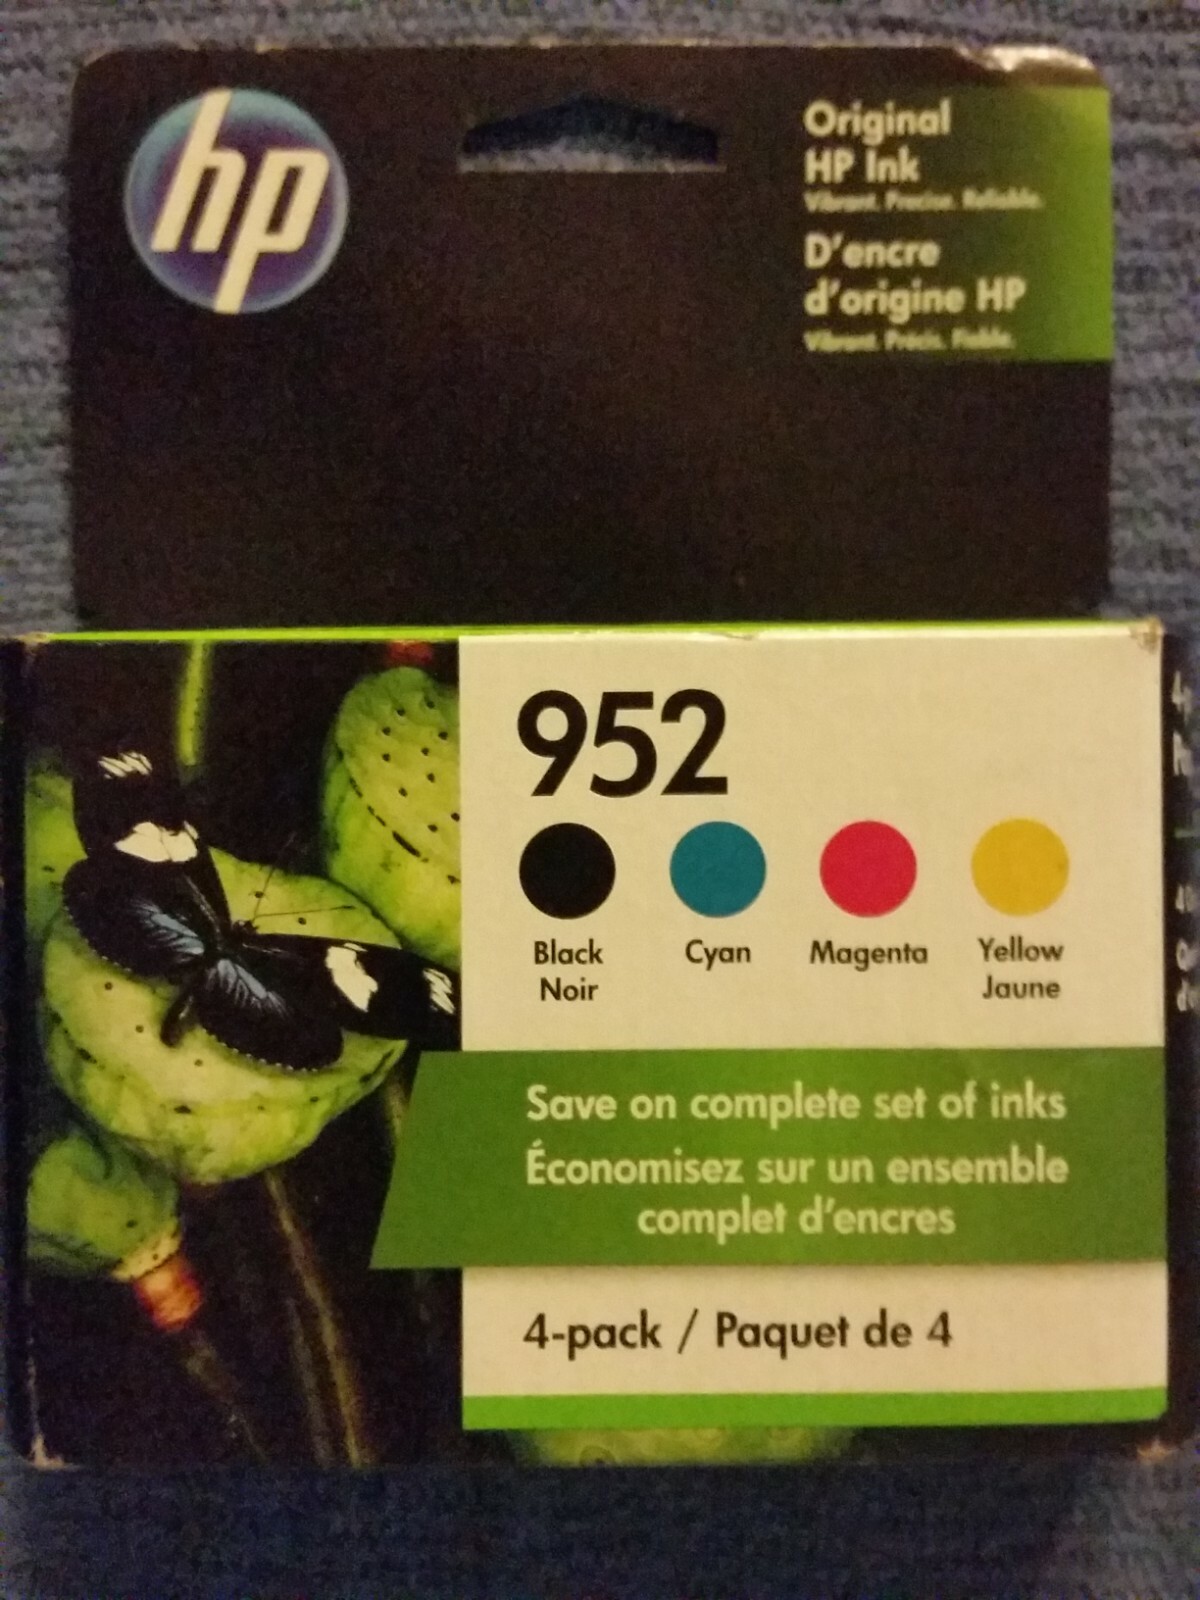 hp
Original
HP Ink
Vibrant. Precise. Reliable.
D'encre
d'origine HP
Vibrant. Précis. Fiable.
952
Black
Noir
Cyan
Magenta
Yellow
Jaune
Save on complete set of inks
Économisez sur un ensemble
complet d'encres
4-pack / Paquet de 4